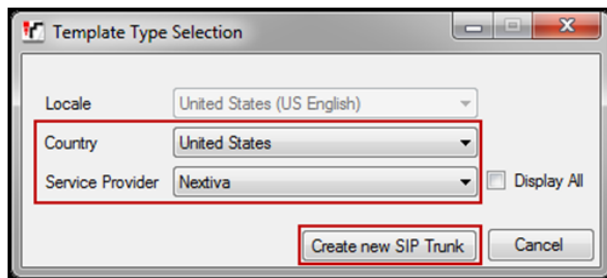 Template Type Selection
Locale United States (US English)
Country United States
Service Provider Nextiva Display All
Create new SIP Trunk Cancel